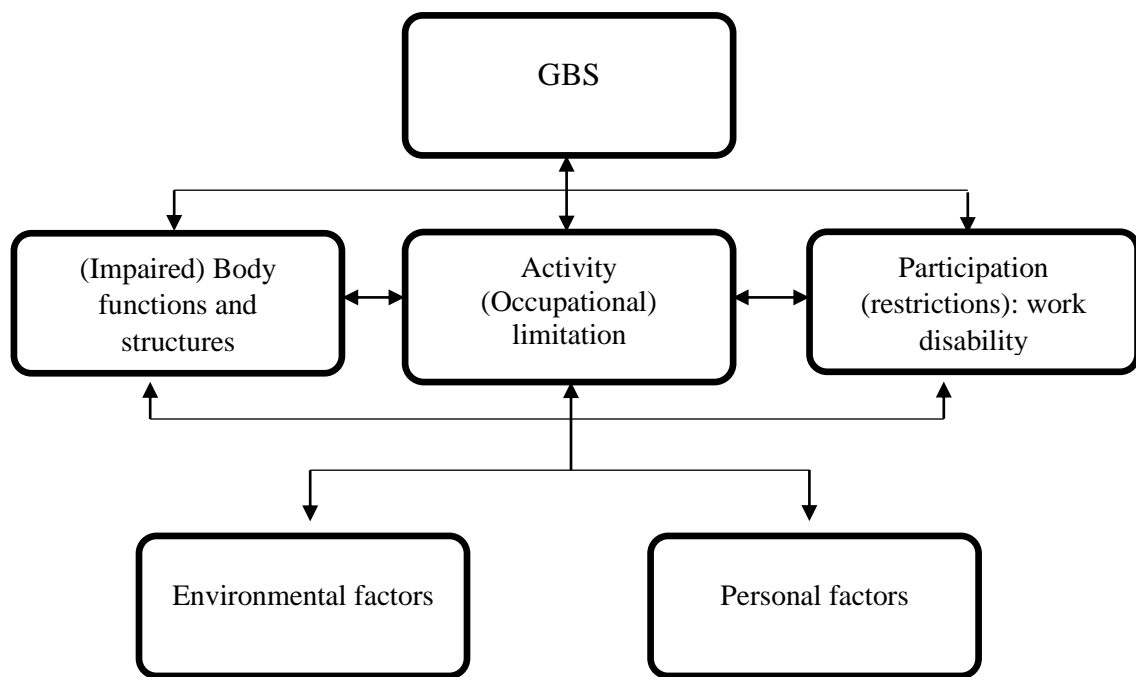 GBS
(Impaired) Body
functions and
structures
Activity
(Occupational)
limitation
Participation
(restrictions): work
disability
Environmental factors
Personal factors